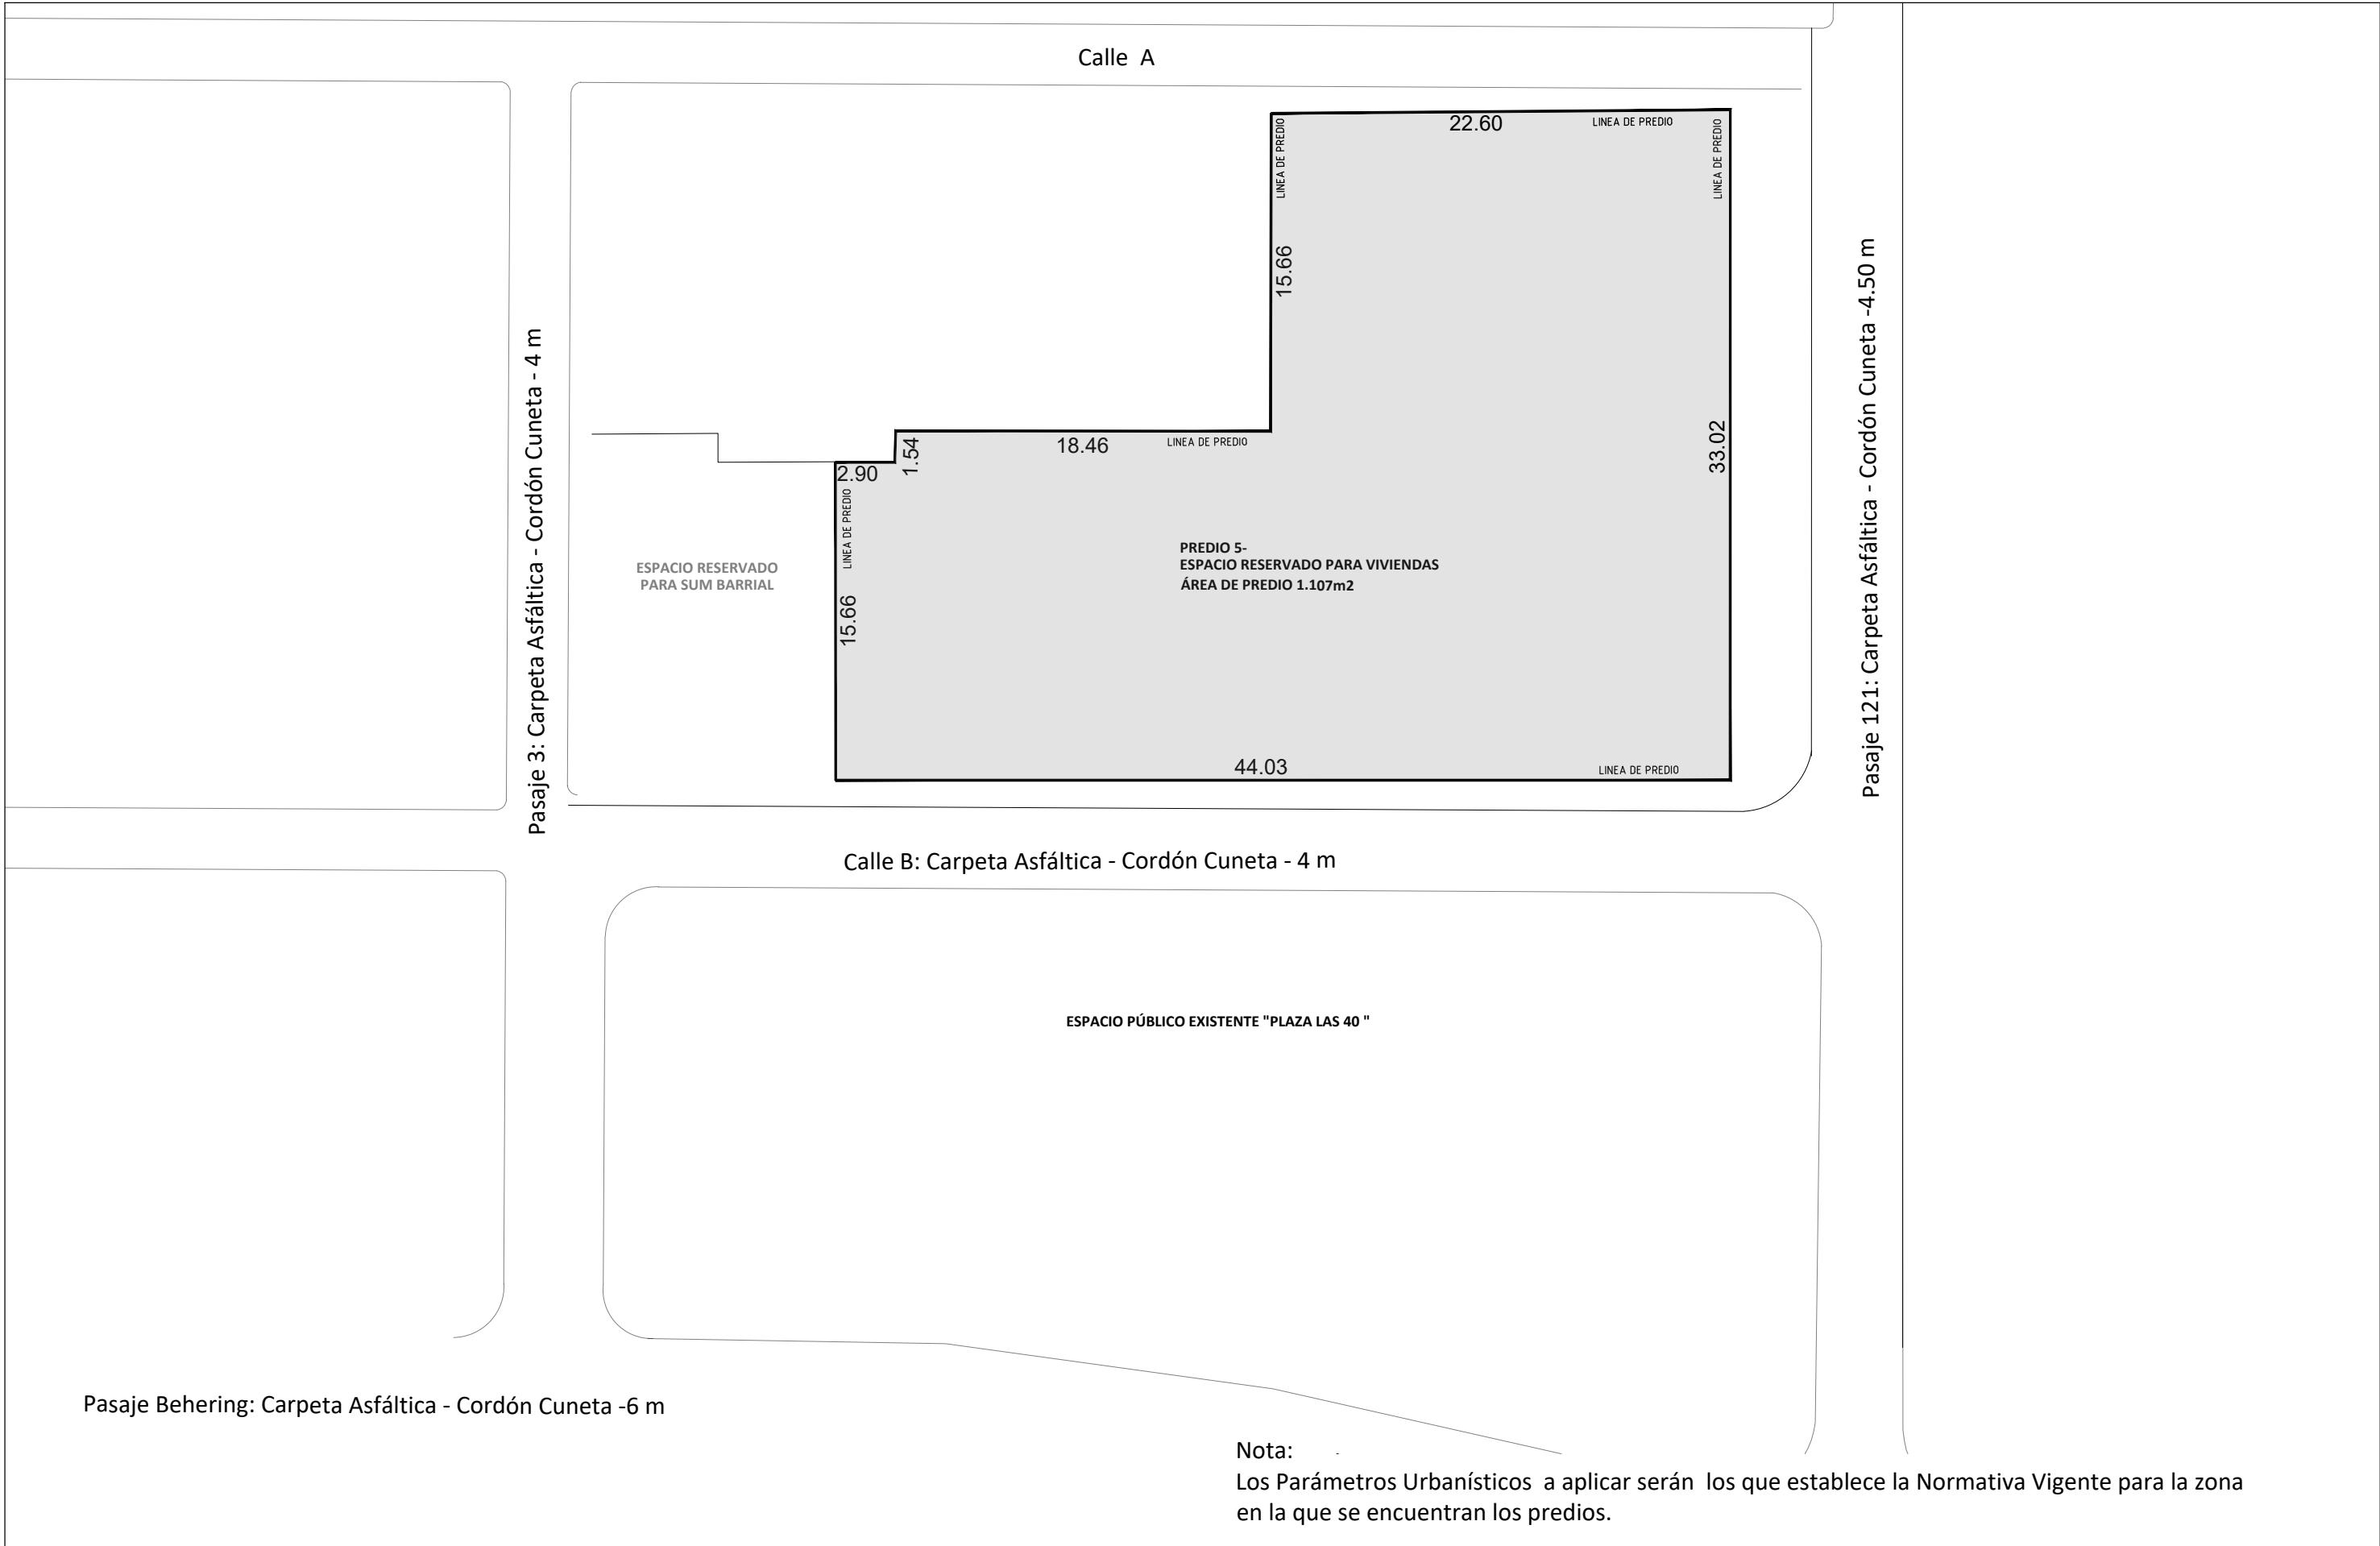 Calle  A
22.60
LINEA DE PREDIO
LINEA DE PREDIO
LINEA DE PREDIO
15.66
Pasaje 3: Carpeta Asfáltica - Cordón Cuneta - 4 m
Pasaje 121: Carpeta Asfáltica - Cordón Cuneta -4.50 m
33.02
18.46
LINEA DE PREDIO
1.54
2.90
LINEA DE PREDIO
15.66
ESPACIO RESERVADO
PARA SUM BARRIAL
PREDIO 5-
ESPACIO RESERVADO PARA VIVIENDAS
ÁREA DE PREDIO 1.107m2
44.03
LINEA DE PREDIO
Calle B: Carpeta Asfáltica - Cordón Cuneta - 4 m
ESPACIO PÚBLICO EXISTENTE "PLAZA LAS 40 "
Pasaje Behering: Carpeta Asfáltica - Cordón Cuneta -6 m
Nota:
Los Parámetros Urbanísticos  a aplicar serán  los que establece la Normativa Vigente para la zona
en la que se encuentran los predios.